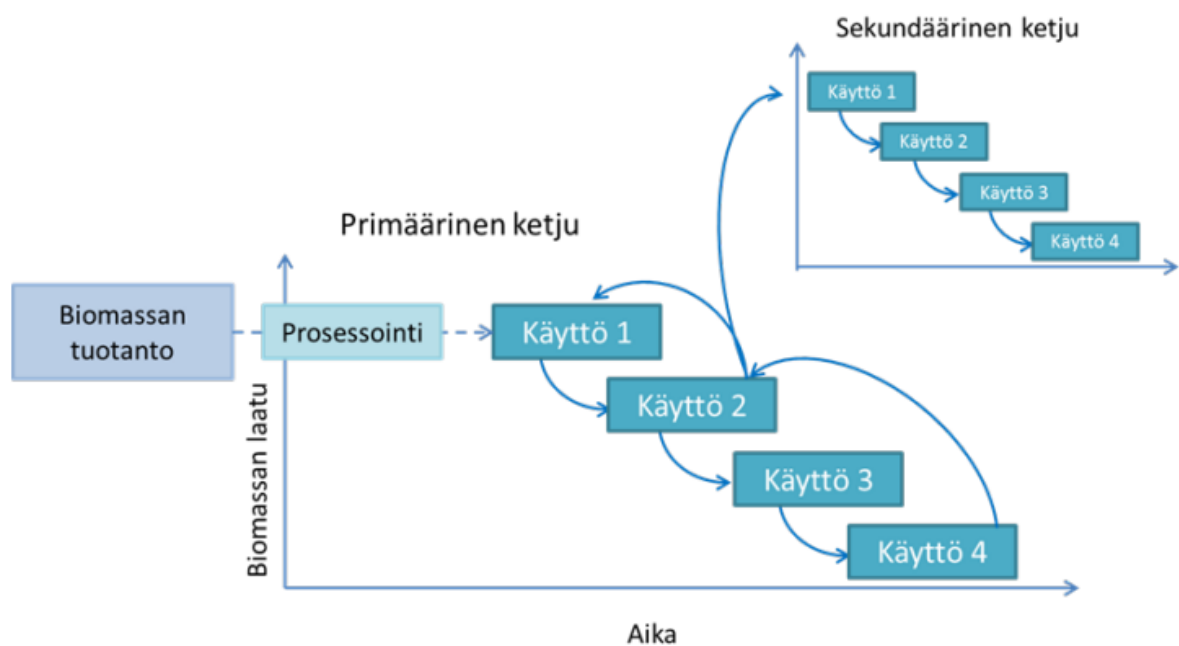 Sekundäärinen ketju
Käyttö 1
Käyttö 2
Käyttö 3
Käyttö 4
Primäärinen ketju
Biomassan
tuotanto
Prosessointi
Käyttö 1
Käyttö 2
Käyttö 3
Käyttö 4
Biomassan laatu
Aika